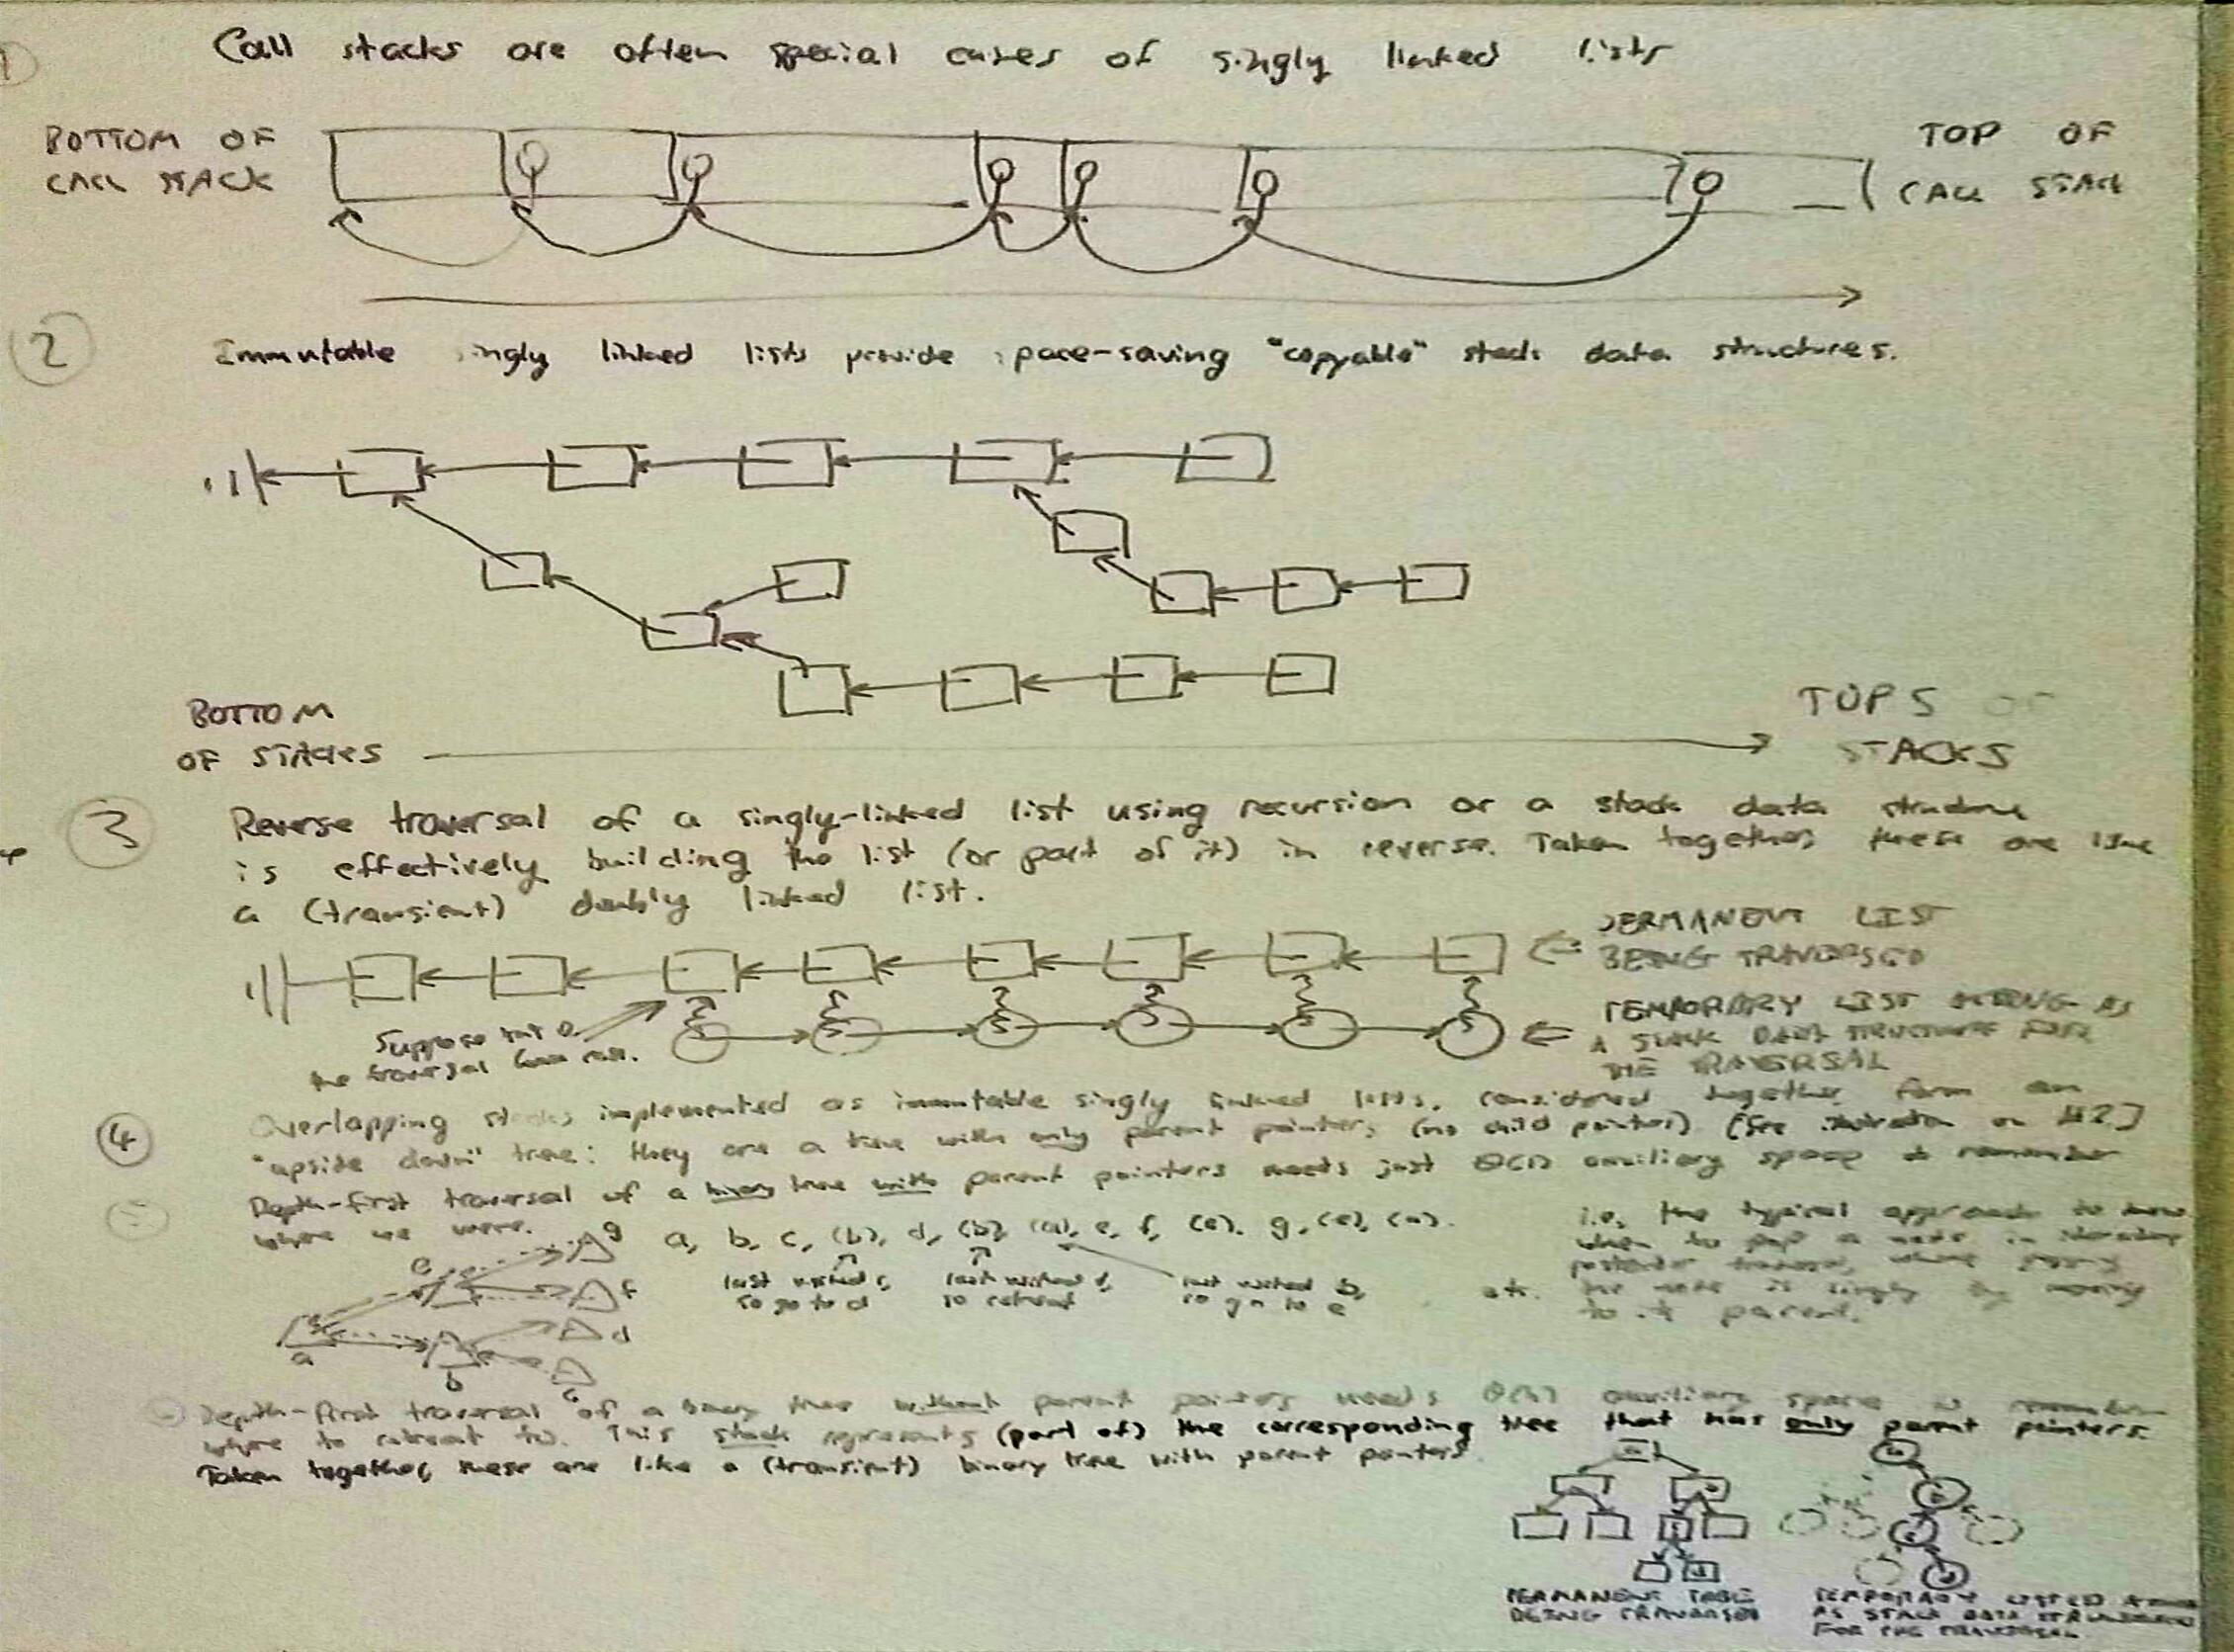 1
Call stacks are often special cases of singly linked lists
BOTTOM OF
CALL STACK
TOP OF
CALL STACK
2
Immutable singly linked lists provide space-saving "copyable" stack data structures.
BOTTOM
OF STACKS
TOPS OF
STACKS
3
Reverse traversal of a singly-linked list using recursion or a stack data structure
is effectively building the list (or part of it) in reverse. Taken together, these are like
a (transient) doubly linked list.
PERMANENT LIST
BEING TRAVERSED
Suppose
the traversal
TEMPORARY LIST ACTING AS
A STACK DATA STRUCTURE FOR
THE TRAVERSAL
4
Overlapping stacks implemented as immutable singly linked lists, considered together form an
"upside down" tree: they are a tree with only parent pointers (no child pointers) (See illustration on #2.)
5
Depth-first traversal of a binary tree with parent pointers needs just Θ(1) auxiliary space to remember
where we were.
a, b, c, (b), d, (b), (a), e, f, (e), g, (e), (a).
last visited c,
so go to d
last visited d,
so retreat
last visited b,
so go to e
etc.
i.e. the typical approach to know
when to pop a node in iterative
postorder traversal, where popping
the node is simply by moving
to its parent.
g
e
f
d
a
b
c
Depth-first traversal of a binary tree without parent pointers needs Θ(h) auxiliary space to remember
where to retreat to. This stack represents (part of) the corresponding tree that has only parent pointers.
Taken together, these are like a (transient) binary tree with parent pointers.
PERMANENT TREE
BEING TRAVERSED
TEMPORARY LISTED
AS STACK DATA STRUCTURE
FOR THE TRAVERSAL